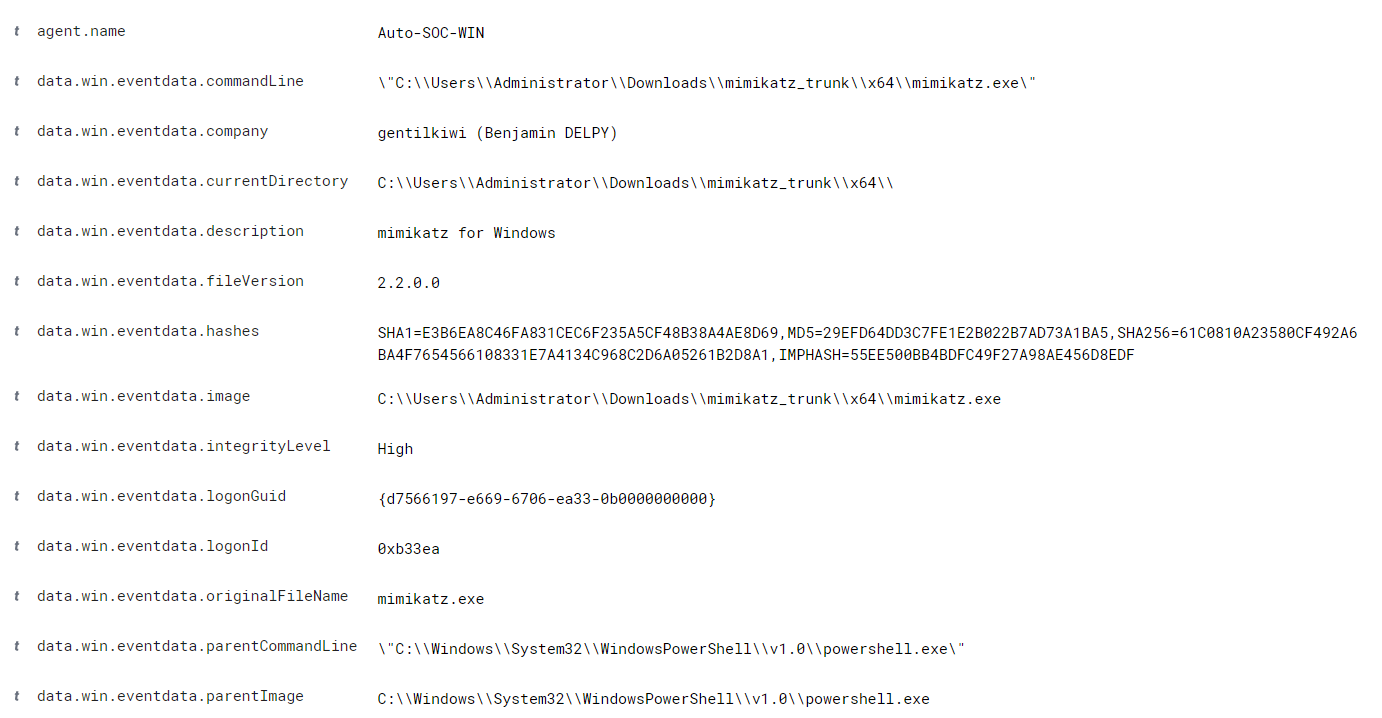 t agent.name Auto-SOC-WIN
t data.win.eventdata.commandLine \"C:\\Users\\Administrator\\Downloads\\mimikatz_trunk\\x64\\mimikatz.exe\"
t data.win.eventdata.company gentilkiwi (Benjamin DELPY)
t data.win.eventdata.currentDirectory C:\\Users\\Administrator\\Downloads\\mimikatz_trunk\\x64\\
t data.win.eventdata.description mimikatz for Windows
t data.win.eventdata.fileVersion 2.2.0.0
t data.win.eventdata.hashes SHA1=E3B6EA8C46FA831CEC6F235A5CF48B38A4AE8D69,MD5=29EFD64DD3C7FE1E2B022B7AD73A1BA5,SHA256=61C0810A23580CF492A6
BA4F7654566108331E7A4134C968C2D6A05261B2D8A1,IMPHASH=55EE500BB4BDFC49F27A98AE456D8EDF
t data.win.eventdata.image C:\\Users\\Administrator\\Downloads\\mimikatz_trunk\\x64\\mimikatz.exe
t data.win.eventdata.integrityLevel High
t data.win.eventdata.logonGuid {d7566197-e669-6706-ea33-0b0000000000}
t data.win.eventdata.logonId 0xb33ea
t data.win.eventdata.originalFileName mimikatz.exe
t data.win.eventdata.parentCommandLine \"C:\\Windows\\System32\\WindowsPowerShell\\v1.0\\powershell.exe\"
t data.win.eventdata.parentImage C:\\Windows\\System32\\WindowsPowerShell\\v1.0\\powershell.exe